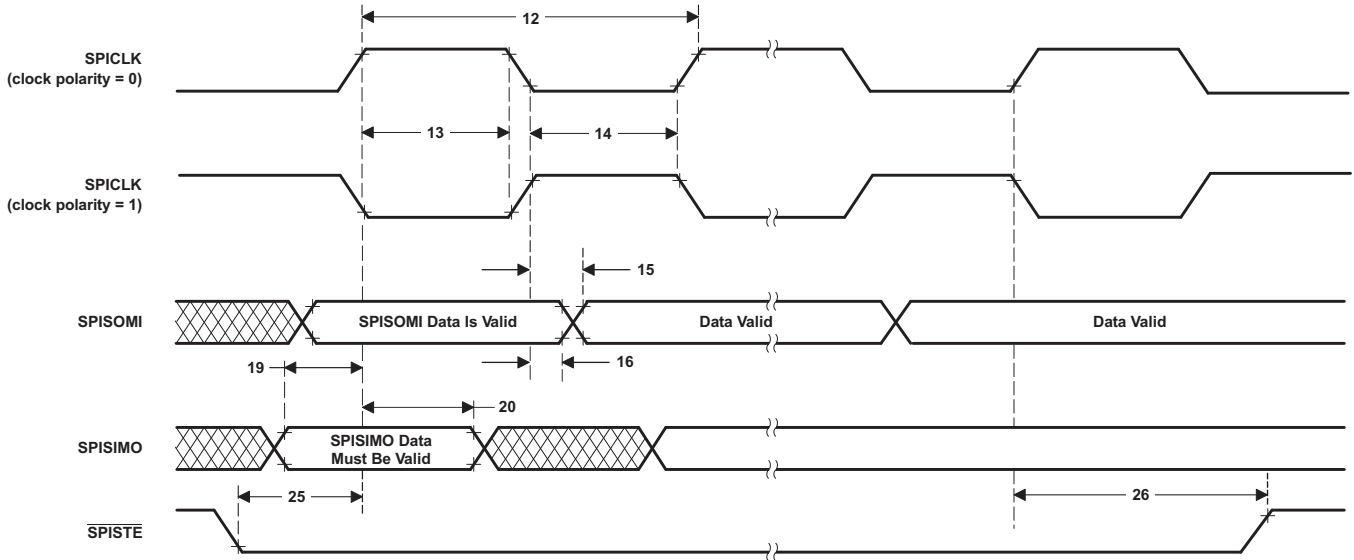 12
SPICLK
(clock polarity = 0)
13
14
SPICLK
(clock polarity = 1)
15
SPISOMI
SPISOMI Data Is Valid
Data Valid
Data Valid
16
19
20
SPISIMO
SPISIMO Data
Must Be Valid
25
26
SPISTE